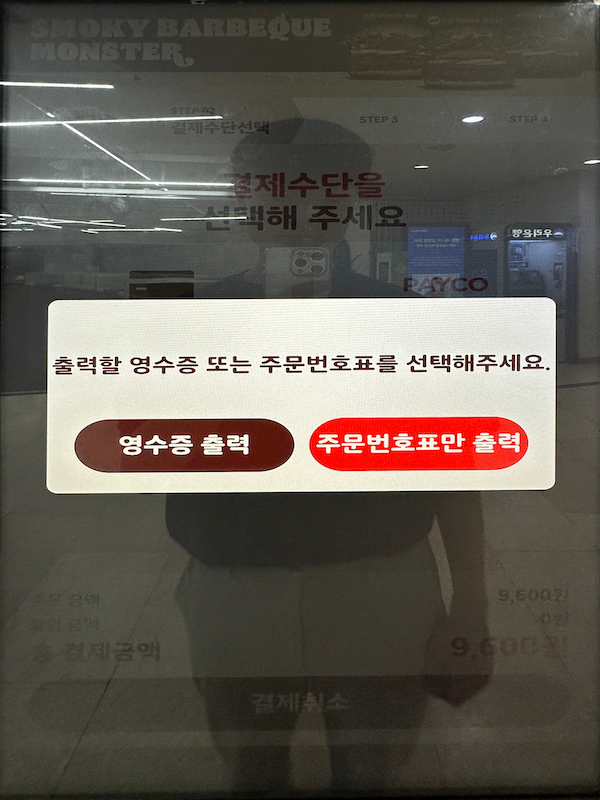 SMOKY BARBEQUE
MONSTER
STEP 02
결제수단선택
STEP 3
STEP 4
결제수단을
선택해 주세요
우리은행
PAYCO
출력할 영수증 또는 주문번호표를 선택해주세요.
영수증 출력
주문번호표만 출력
주문 금액
9,600원
할인 금액
0원
총 결제금액
9,600원
결제취소